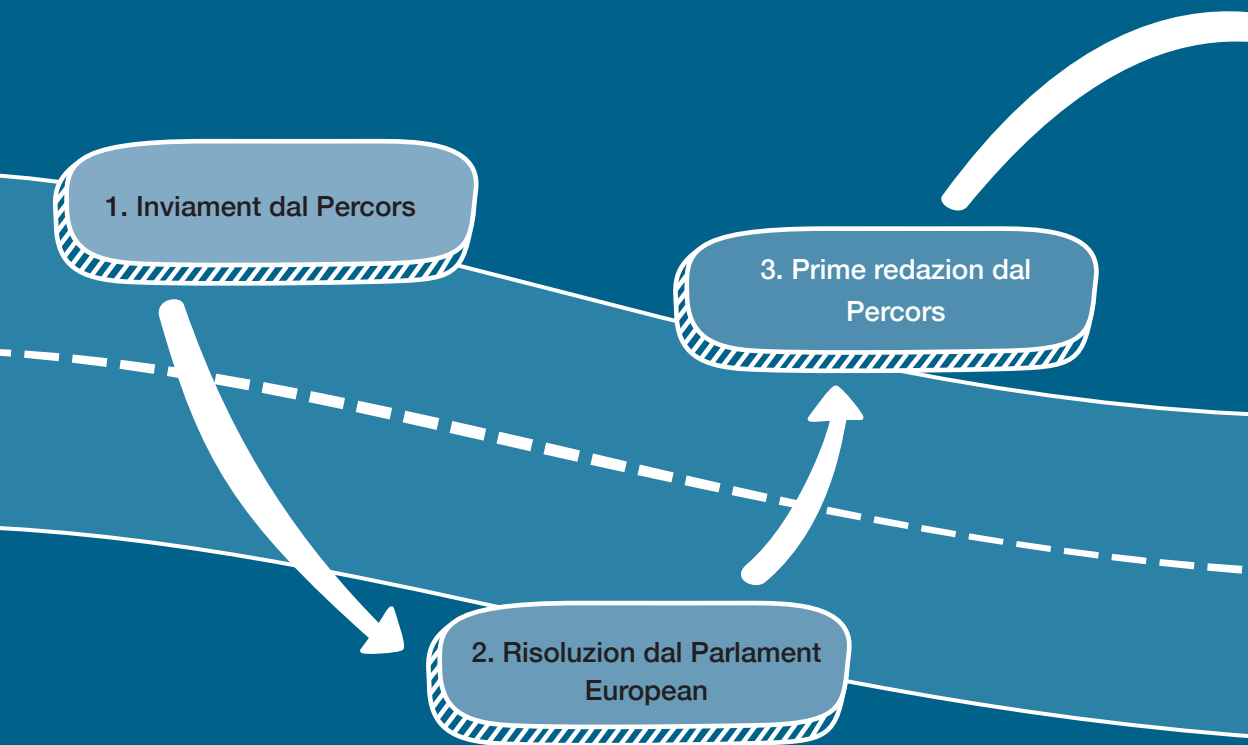 1. Inviament dal Percors
2. Risoluzion dal Parlament
European
3. Prime redazion dal
Percors